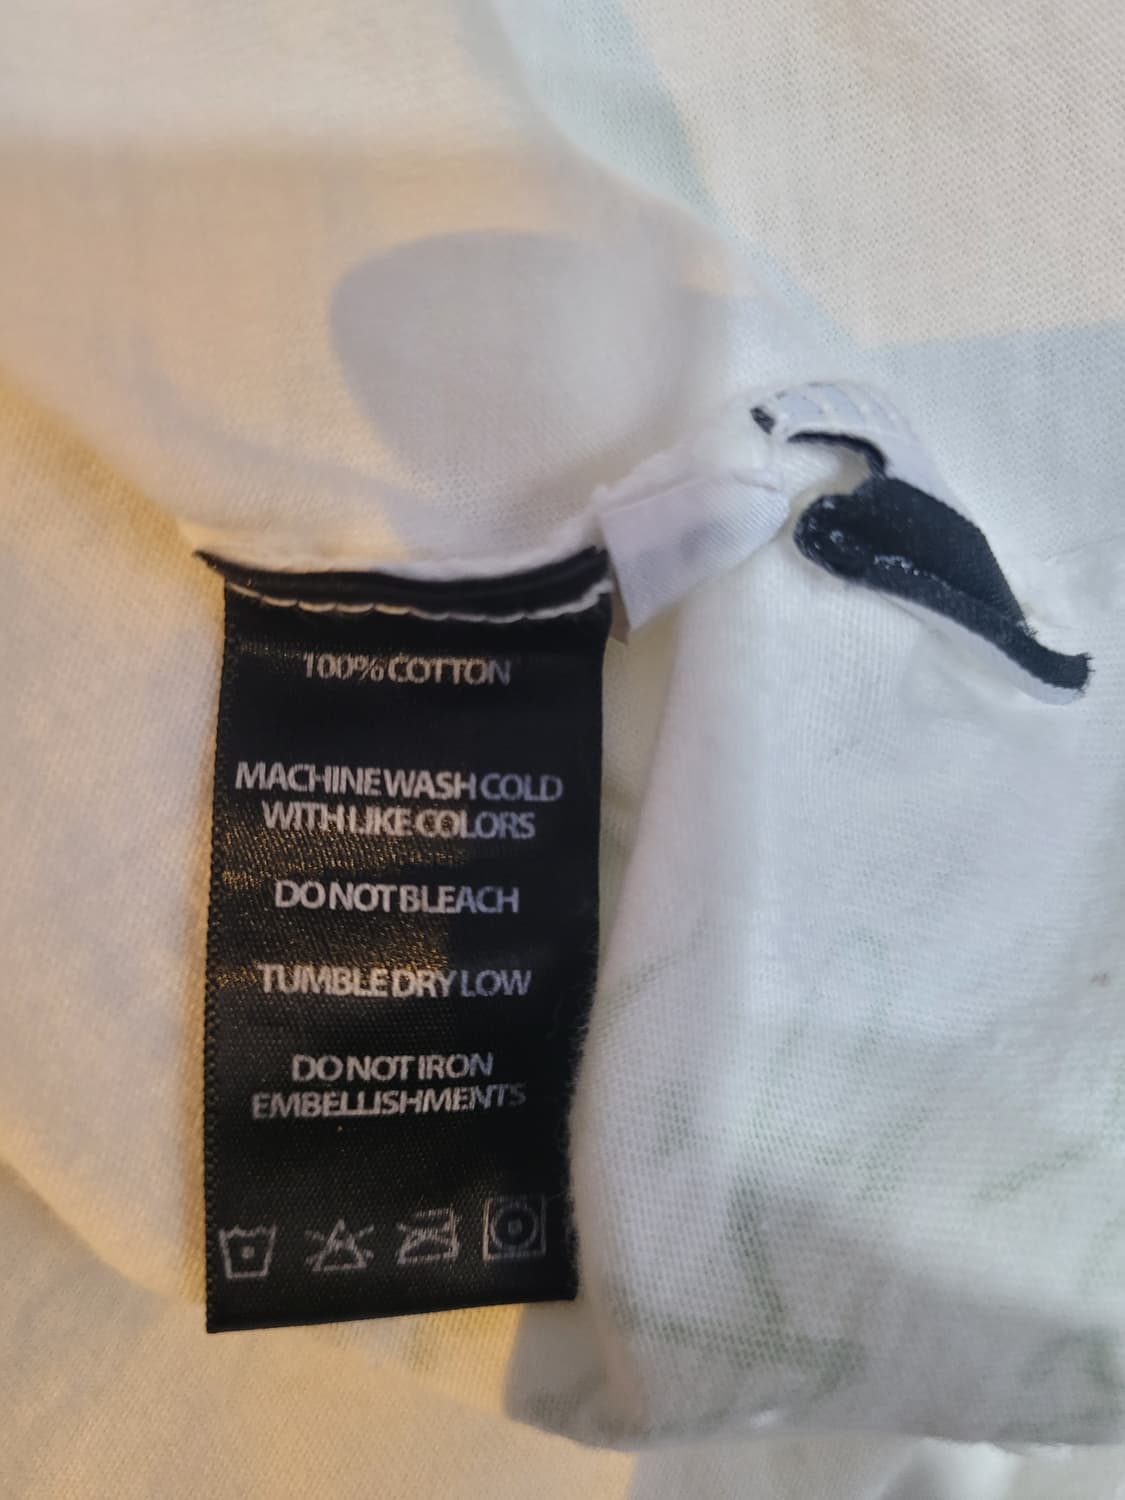 100% COTTON
MACHINE WASH COLD
WITH LIKE COLORS
DO NOT BLEACH
TUMBLE DRY LOW
DO NOT IRON
EMBELLISHMENTS